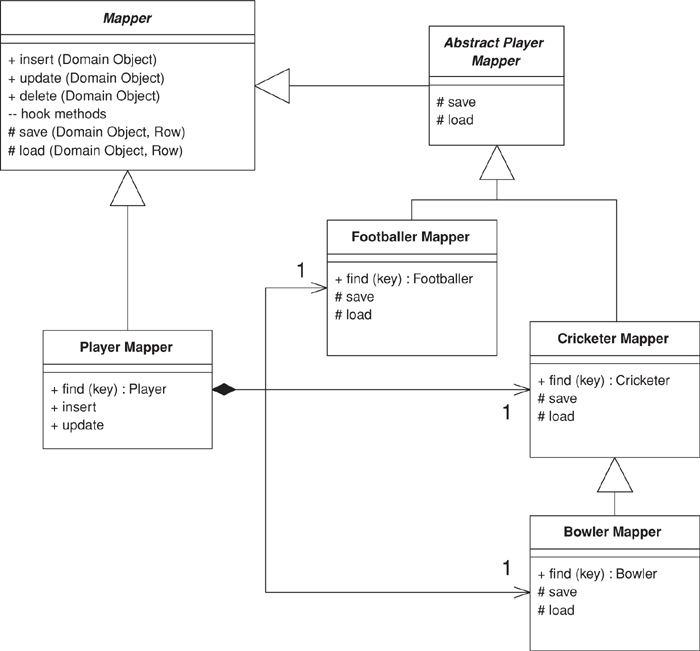 Mapper
+ insert (Domain Object)
+ update (Domain Object)
+ delete (Domain Object)
-- hook methods
# save (Domain Object, Row)
# load (Domain Object, Row)
Abstract Player
Mapper
# save
# load
Footballer Mapper
+ find (key) : Footballer
# save
# load
1
Player Mapper
+ find (key) : Player
+ insert
+ update
Cricketer Mapper
+ find (key) : Cricketer
# save
# load
1
Bowler Mapper
+ find (key) : Bowler
# save
# load
1